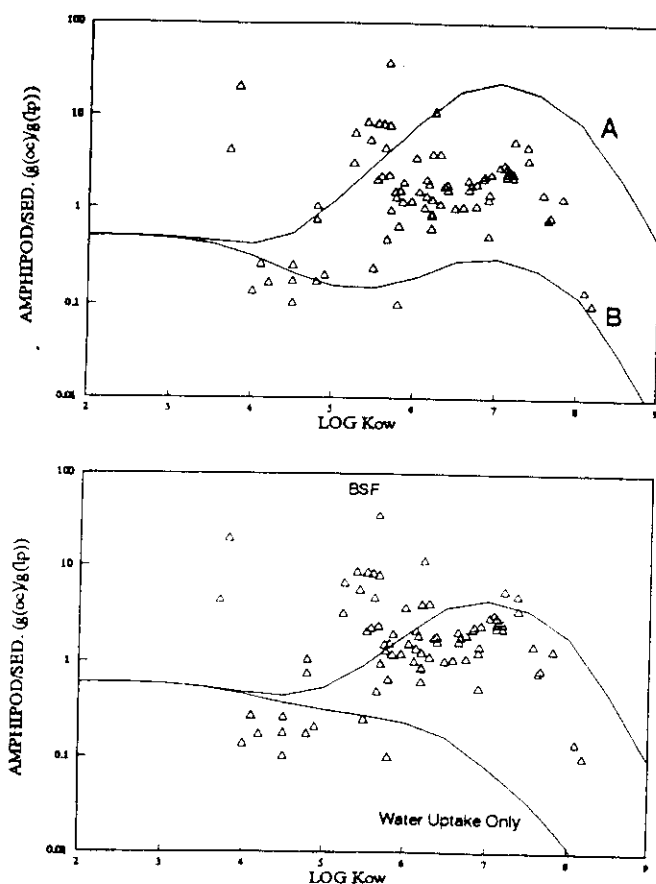 100
10
1
0.1
0.01
AMPHIPOD/SED. (g(oc)/g(lp))
A
B
2 3 4 5 6 7 8 9
LOG Kow
BSF
100
10
1
0.1
0.01
AMPHIPOD/SED. (g(oc)/g(lp))
Water Uptake Only
2 3 4 5 6 7 8 9
LOG Kow